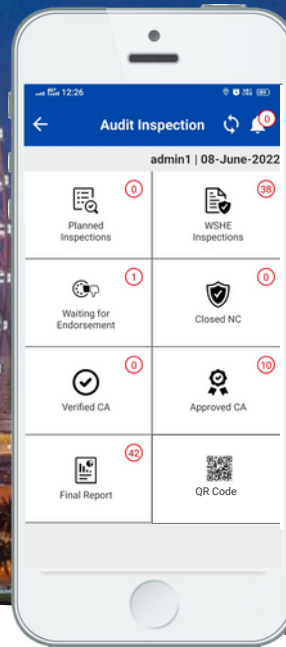 12:26
Audit Inspection
0
admin1 | 08-June-2022
0
Planned
Inspections
38
WSHE
Inspections
1
Waiting for
Endorsement
0
Closed NC
0
Verified CA
10
Approved CA
42
Final Report
QR Code